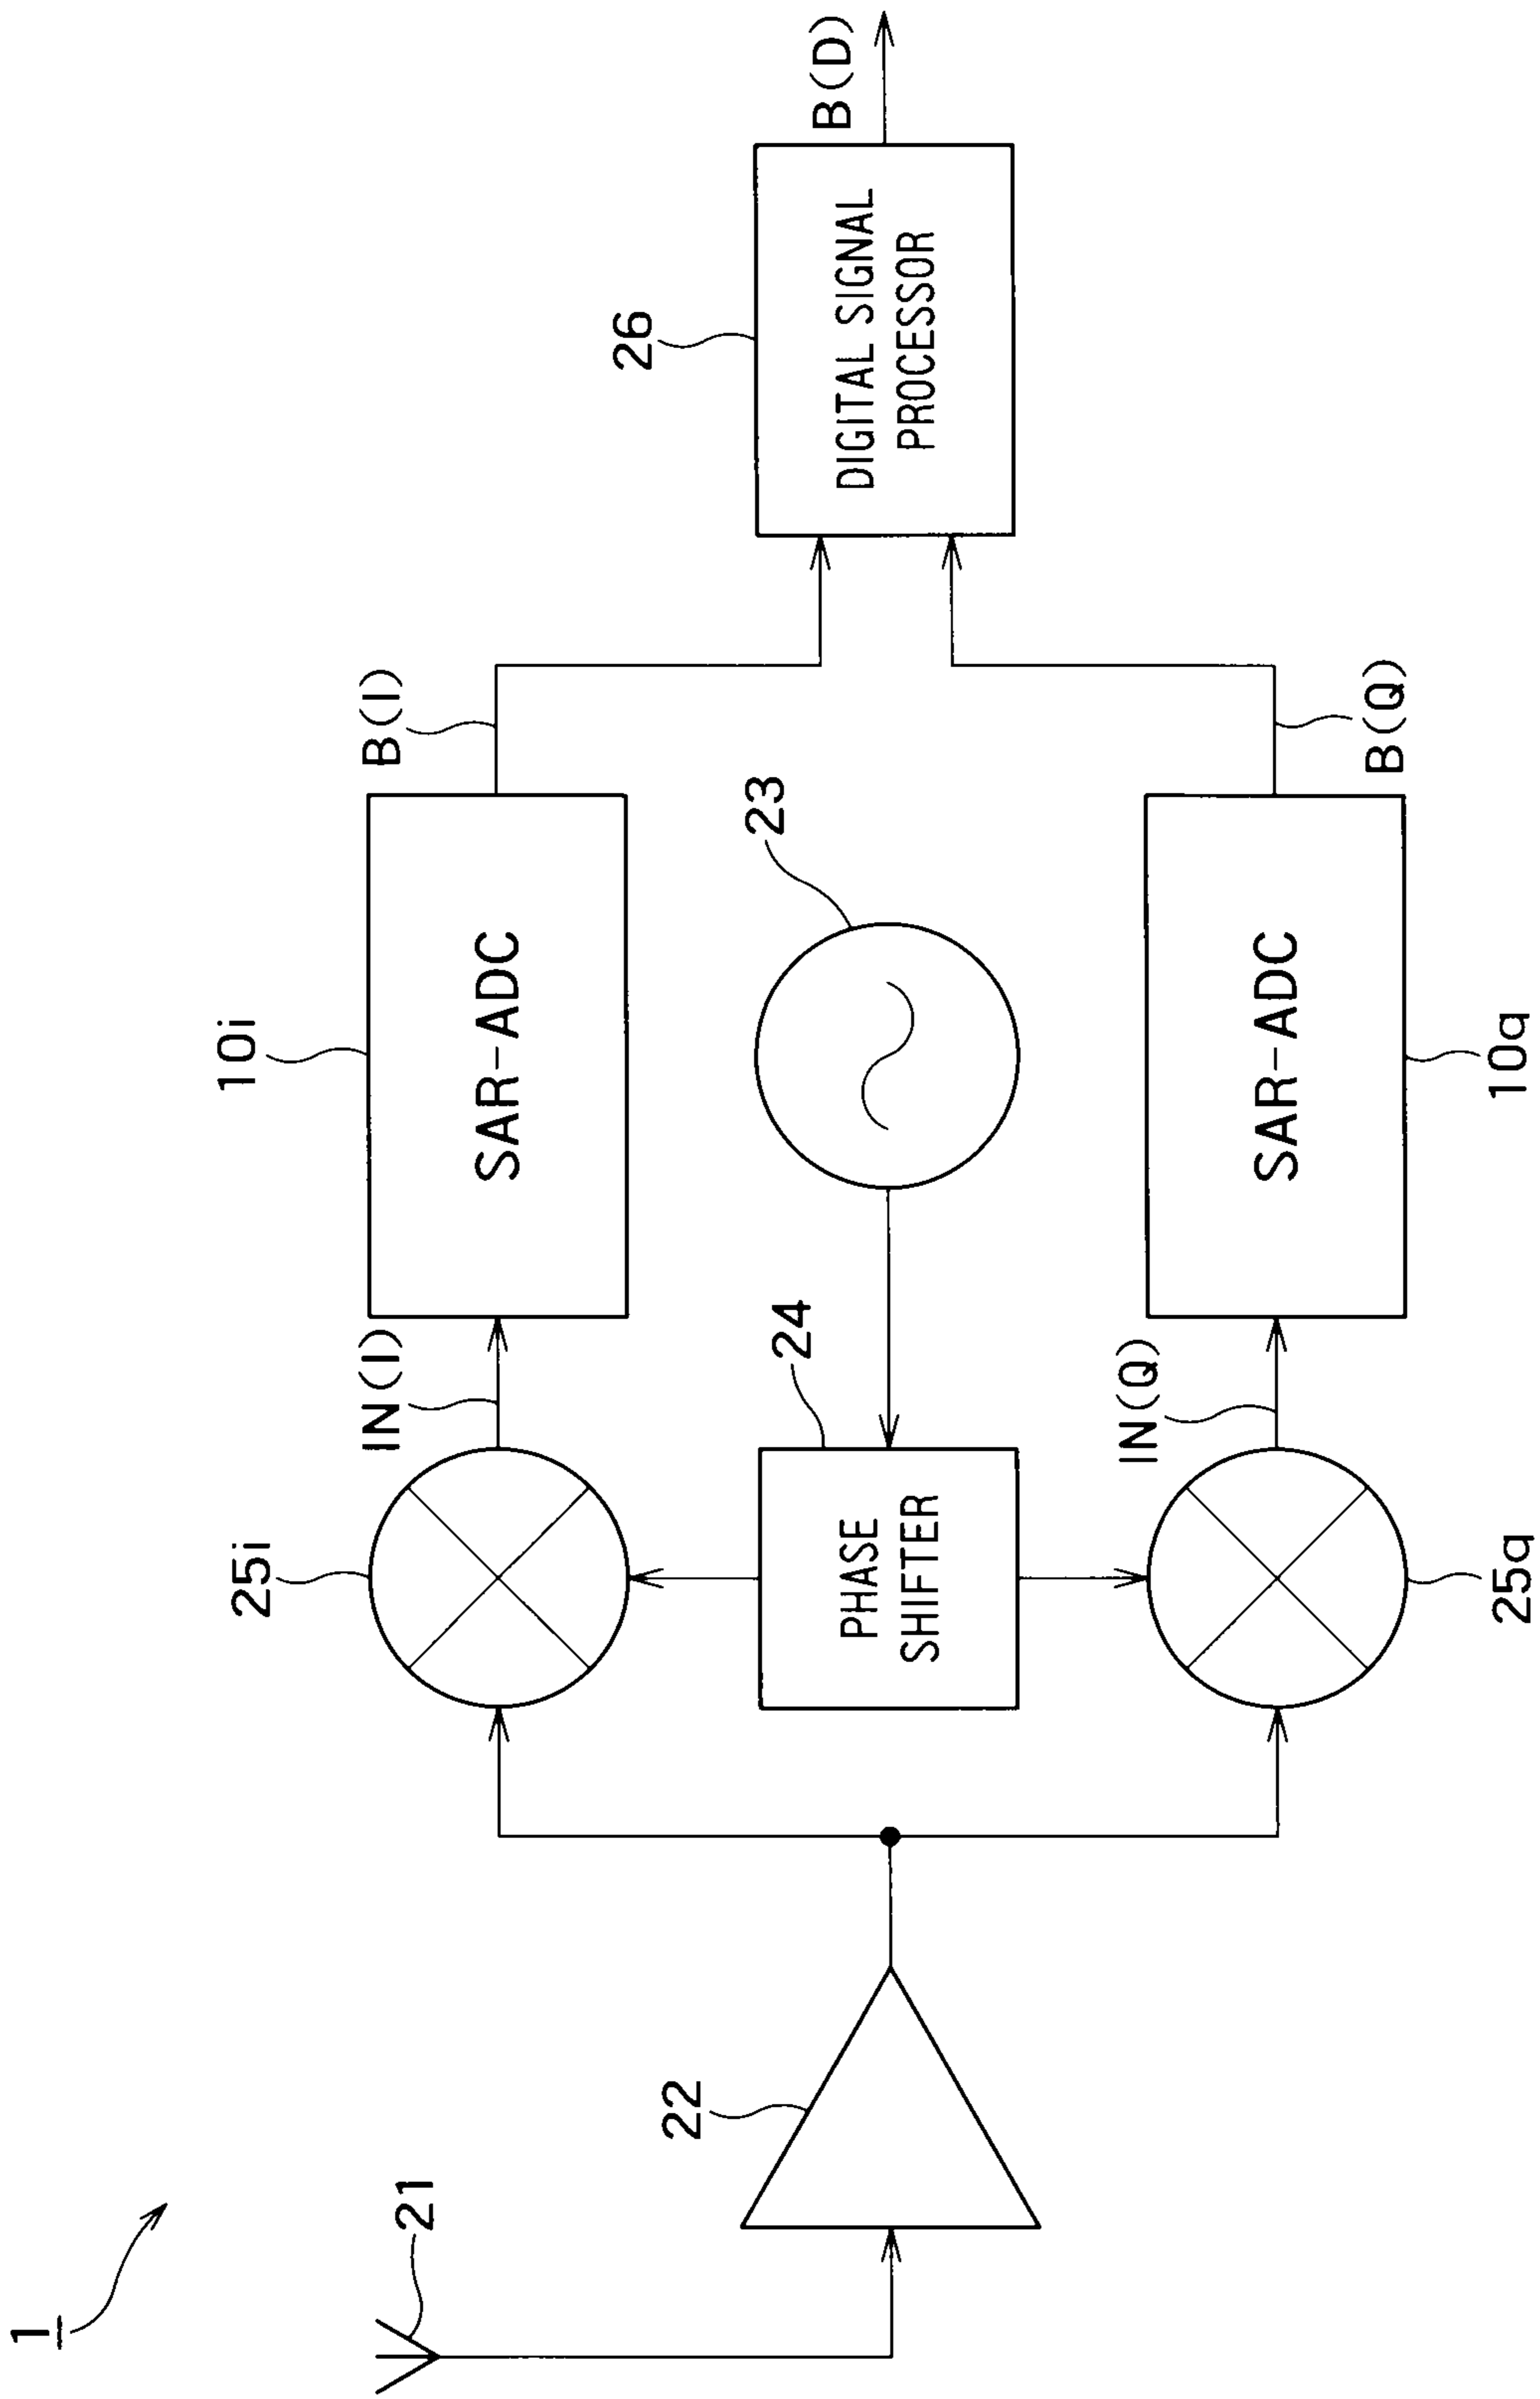 1
21
22
25i
IN(I)
10i
SAR-ADC
B(I)
PHASE
SHIFTER
24
23
26
DIGITAL SIGNAL
PROCESSOR
B(D)
25q
IN(Q)
SAR-ADC
10q
B(Q)